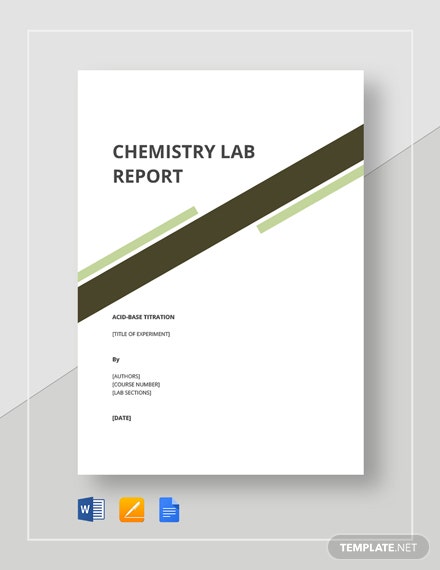 CHEMISTRY LAB
REPORT
ACID-BASE TITRATION
[TITLE OF EXPERIMENT]
By
[AUTHORS]
[COURSE NUMBER]
[LAB SECTIONS]
[DATE]
W
TEMPLATE.NET